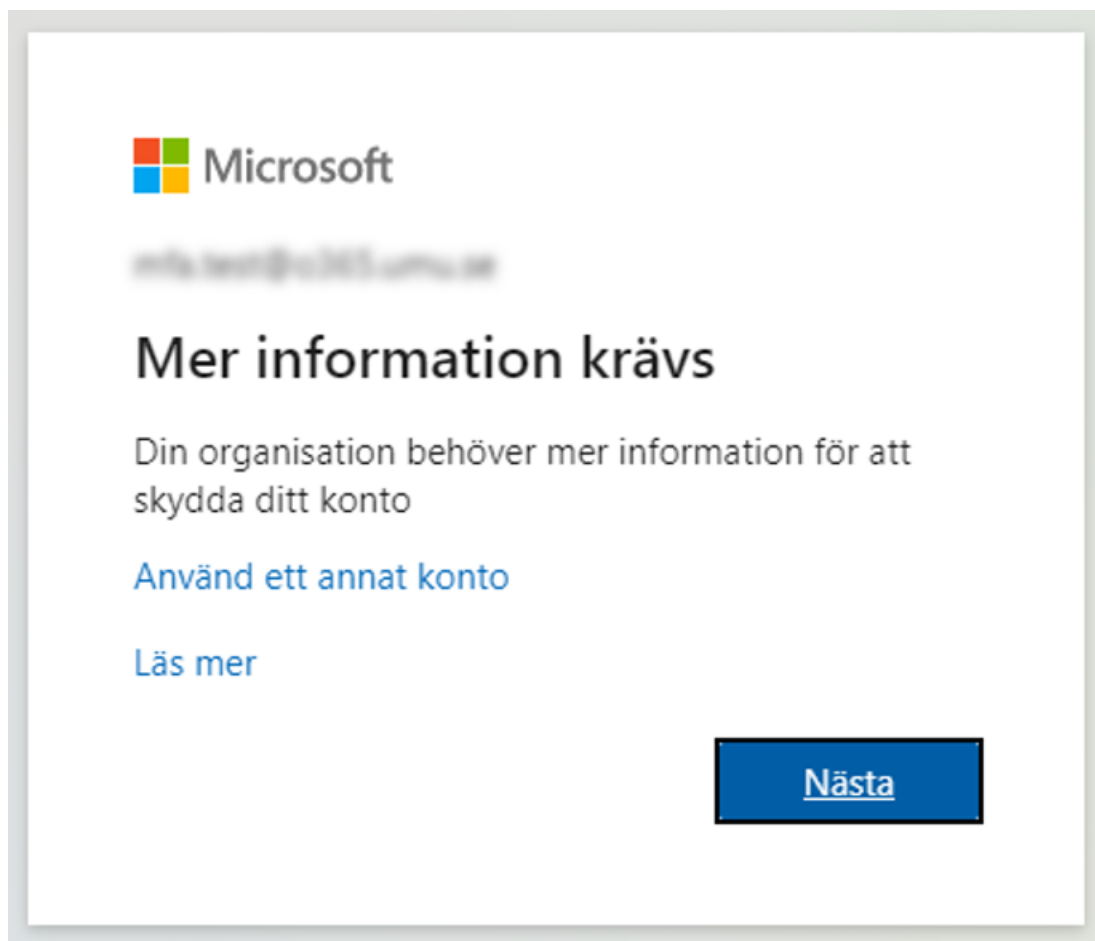 Microsoft
Mer information krävs
Din organisation behöver mer information för att
skydda ditt konto
Använd ett annat konto
Läs mer
Nästa